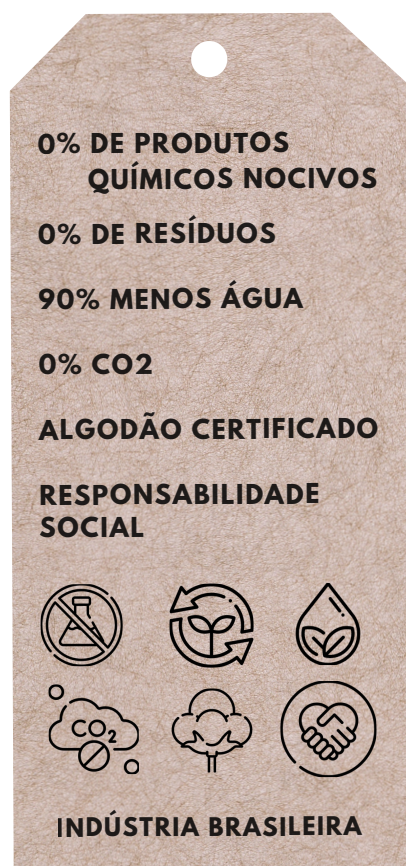 0% DE PRODUTOS
QUÍMICOS NOCIVOS
0% DE RESÍDUOS
90% MENOS ÁGUA
0% CO2
ALGODÃO CERTIFICADO
RESPONSABILIDADE
SOCIAL
CO2
INDÚSTRIA BRASILEIRA